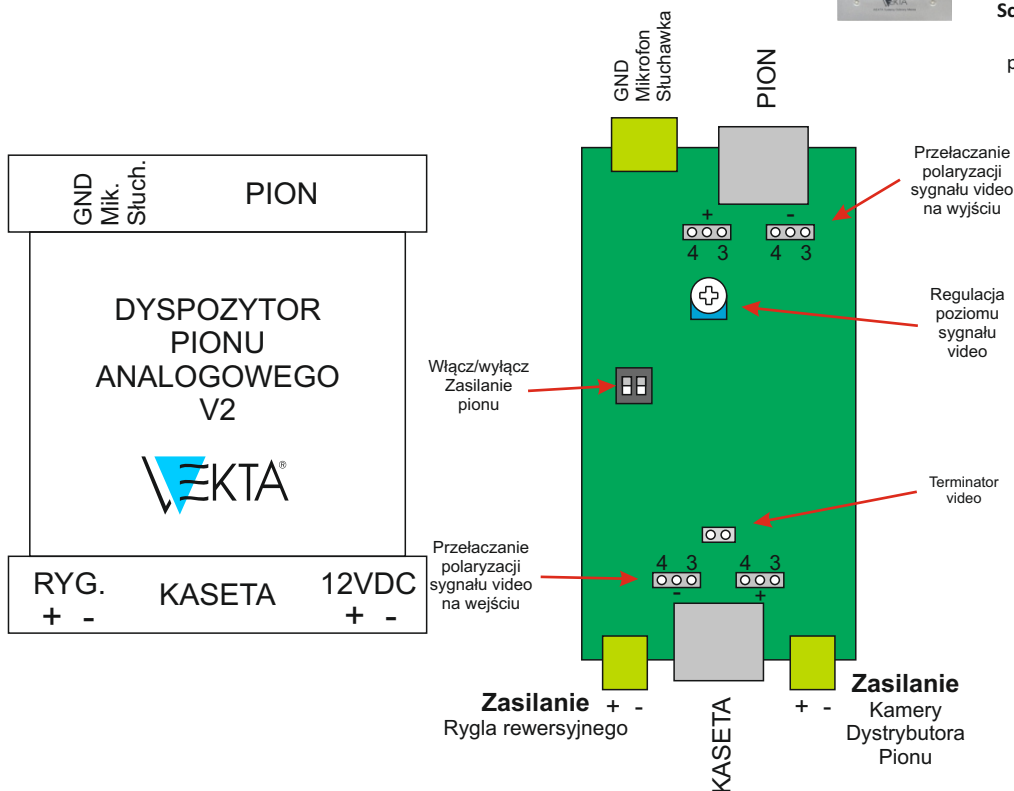 GND
Mik.
Słuch.
PION
DYSPOZYTOR
PIONU
ANALOGOWEGO
V2
VEKTA®
RYG.
+ -
KASETA
12VDC
+ -
GND
Mikrofon
Słuchawka
PION
+
4 3
-
4 3
Przełaczanie
polaryzacji
sygnału video
na wyjściu
Regulacja
poziomu
sygnału
video
Włącz/wyłącz
Zasilanie
pionu
Terminator
video
Przełaczanie
polaryzacji
sygnału video
na wejściu
4 3
-
4 3
+
Zasilanie + -
Rygla rewersyjnego
KASETA
+ -
Zasilanie
Kamery
Dystrybutora
Pionu